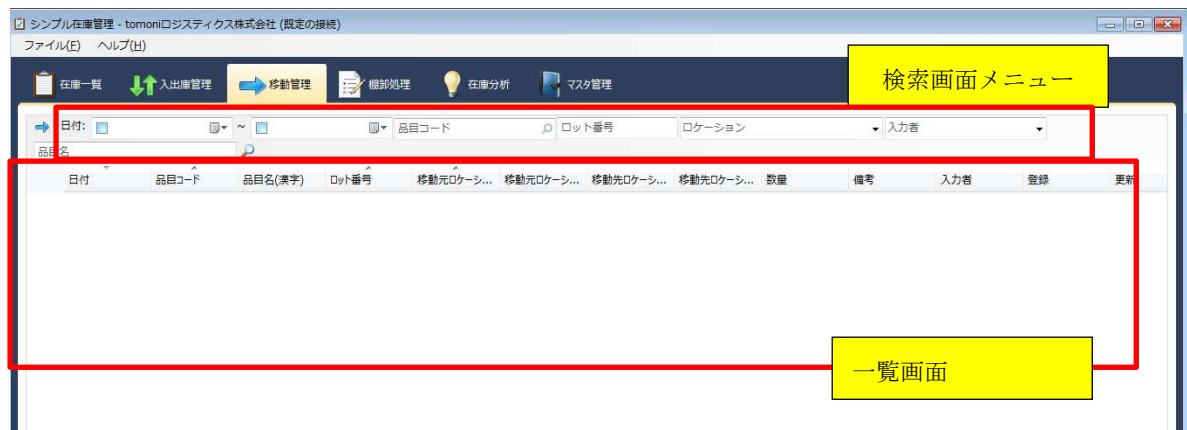 シンプル在庫管理 - tomoniロジスティクス株式会社 (既定の接続)
ファイル(F) ヘルプ(H)
在庫一覧 入出庫管理 移動管理 棚卸処理 在庫分析 マスタ管理
検索画面メニュー
日付: ~ 品目コード ロット番号 ロケーション 入力者
品目名
日付 品目コード 品目名(漢字) ロット番号 移動元ロケーシ... 移動元ロケーシ... 移動先ロケーシ... 移動先ロケーシ... 数量 備考 入力者 登録 更新
一覧画面